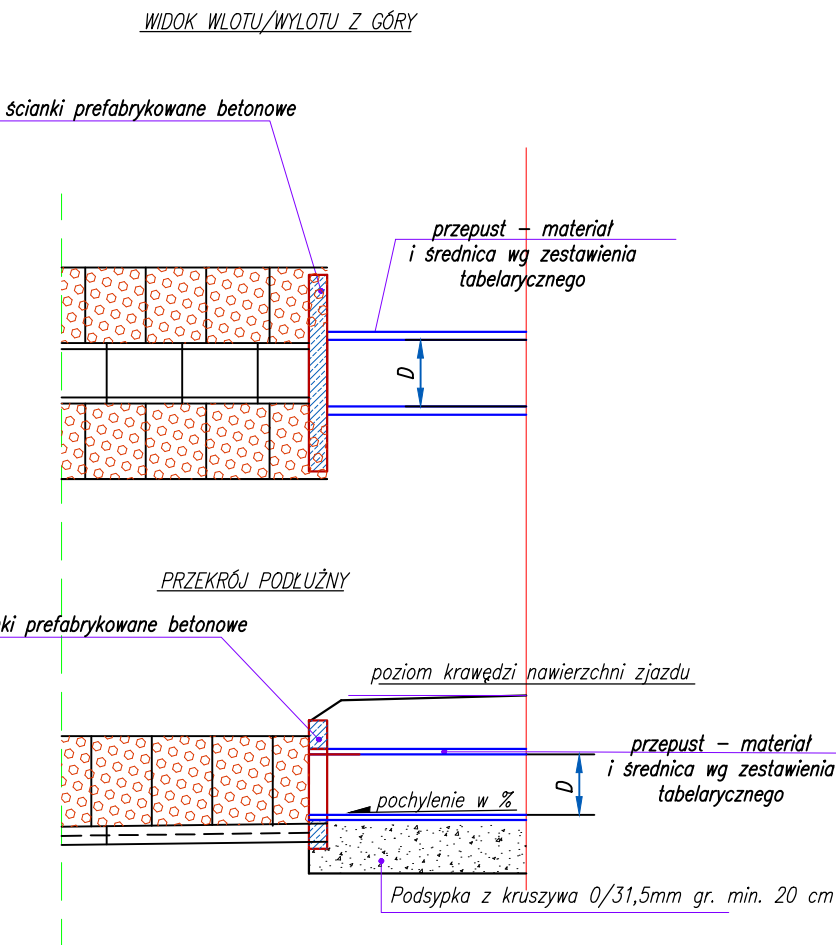 WIDOK WLOTU/WYLOTU Z GÓRY
ścianki prefabrykowane betonowe
przepust – materiał
i średnica wg zestawienia
tabelarycznego
D
PRZEKRÓJ PODŁUŻNY
nki prefabrykowane betonowe
poziom krawędzi nawierzchni zjazdu
przepust – materiał
i średnica wg zestawienia
tabelarycznego
D
pochylenie w %
Podsypka z kruszywa 0/31,5mm gr. min. 20 cm